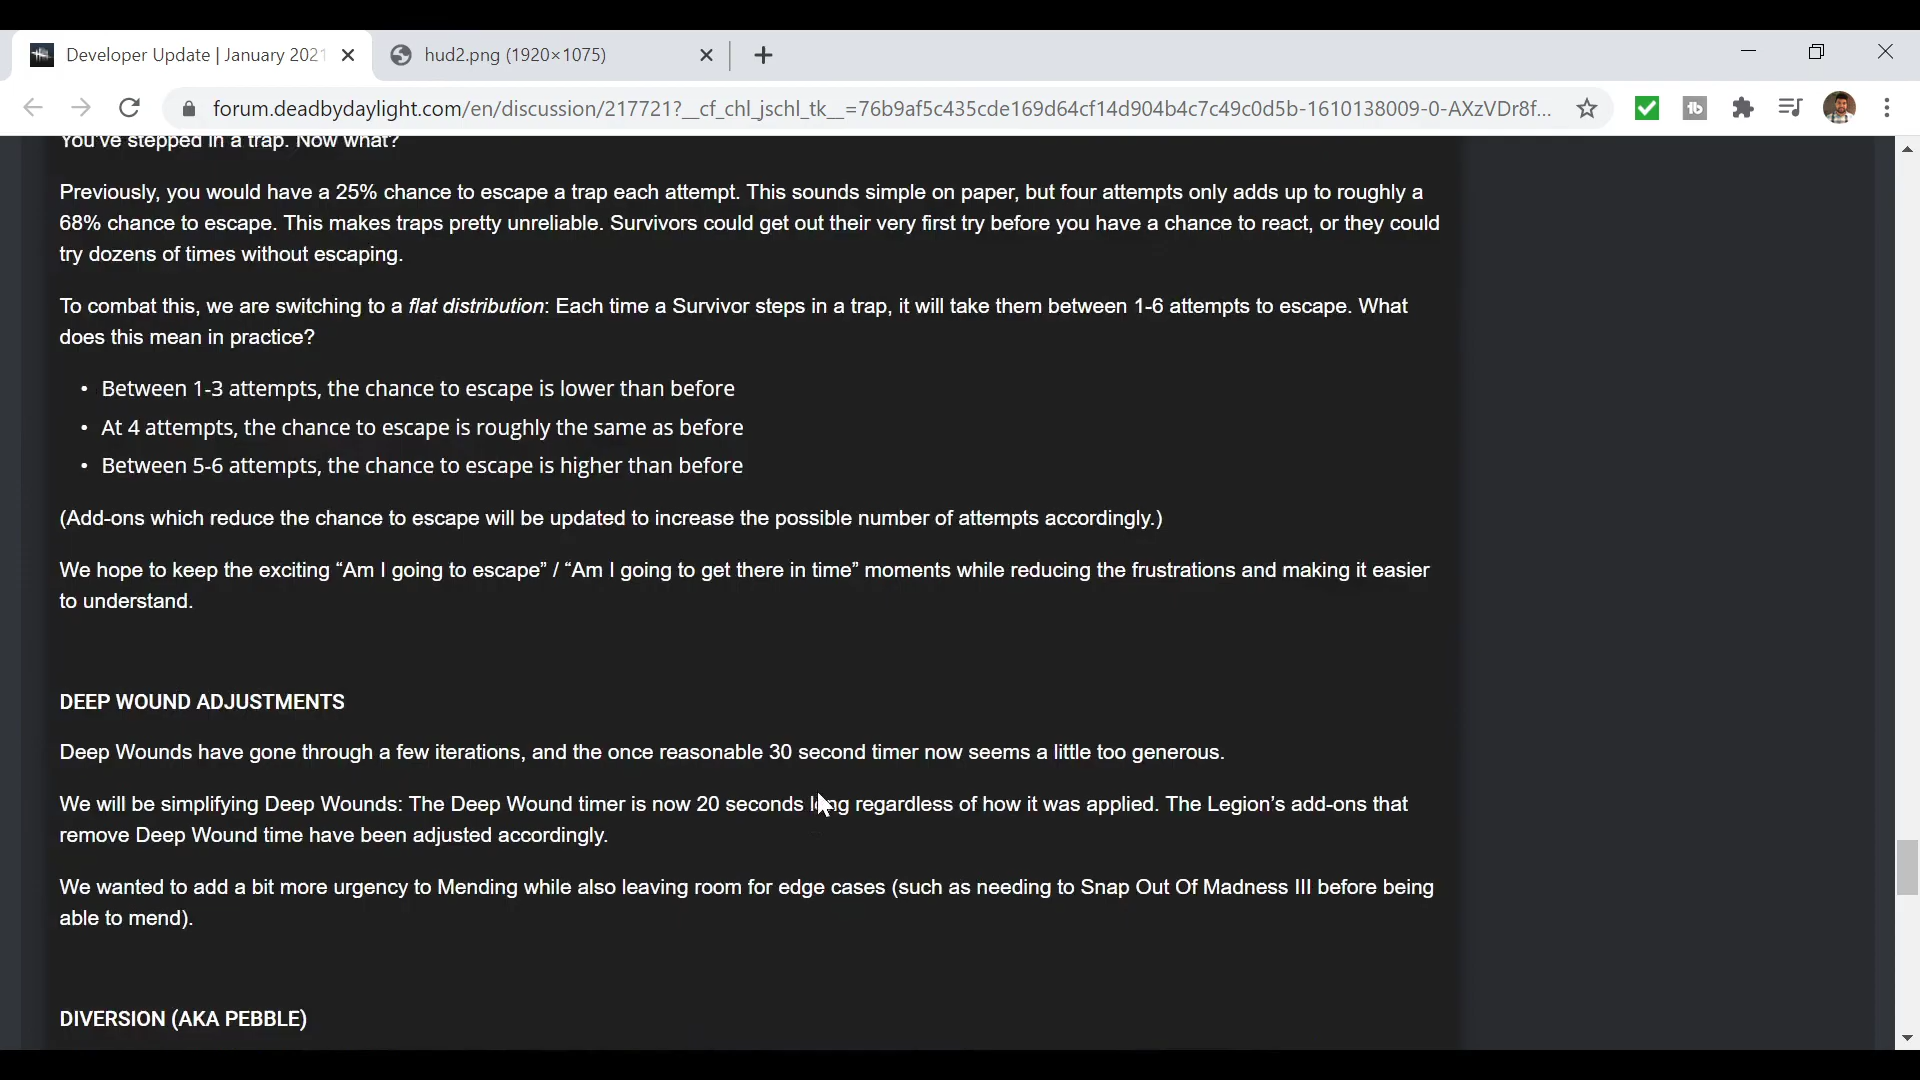 Developer Update | January 2021
hud2.png (1920×1075)
forum.deadbydaylight.com/en/discussion/217721?__cf_chl_jschl_tk__=76b9af5c435cde169d64cf14d904b4c7c49c0d5b-1610138009-0-AXzVDr8f...
You've stepped in a trap. Now what?
Previously, you would have a 25% chance to escape a trap each attempt. This sounds simple on paper, but four attempts only adds up to roughly a
68% chance to escape. This makes traps pretty unreliable. Survivors could get out their very first try before you have a chance to react, or they could
try dozens of times without escaping.
To combat this, we are switching to a flat distribution: Each time a Survivor steps in a trap, it will take them between 1-6 attempts to escape. What
does this mean in practice?
• Between 1-3 attempts, the chance to escape is lower than before
• At 4 attempts, the chance to escape is roughly the same as before
• Between 5-6 attempts, the chance to escape is higher than before
(Add-ons which reduce the chance to escape will be updated to increase the possible number of attempts accordingly.)
We hope to keep the exciting “Am I going to escape” / “Am I going to get there in time” moments while reducing the frustrations and making it easier
to understand.
DEEP WOUND ADJUSTMENTS
Deep Wounds have gone through a few iterations, and the once reasonable 30 second timer now seems a little too generous.
We will be simplifying Deep Wounds: The Deep Wound timer is now 20 seconds long regardless of how it was applied. The Legion’s add-ons that
remove Deep Wound time have been adjusted accordingly.
We wanted to add a bit more urgency to Mending while also leaving room for edge cases (such as needing to Snap Out Of Madness III before being
able to mend).
DIVERSION (AKA PEBBLE)